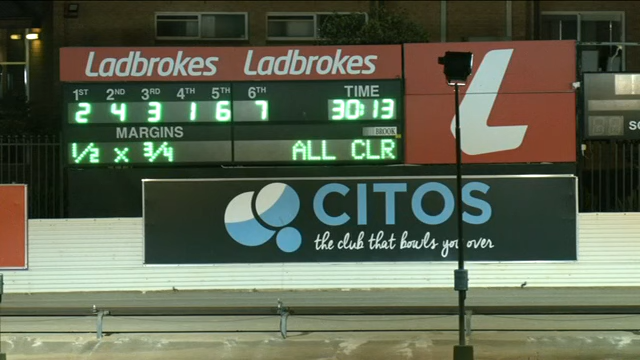 Ladbrokes Ladbrokes
1ST 2ND 3RD 4TH 5TH 6TH TIME
2 4 3 1 6 7 30:13
MARGINS BROOK
1/2 x 3/4 ALL CLR
CITOS
the club that bowls you over